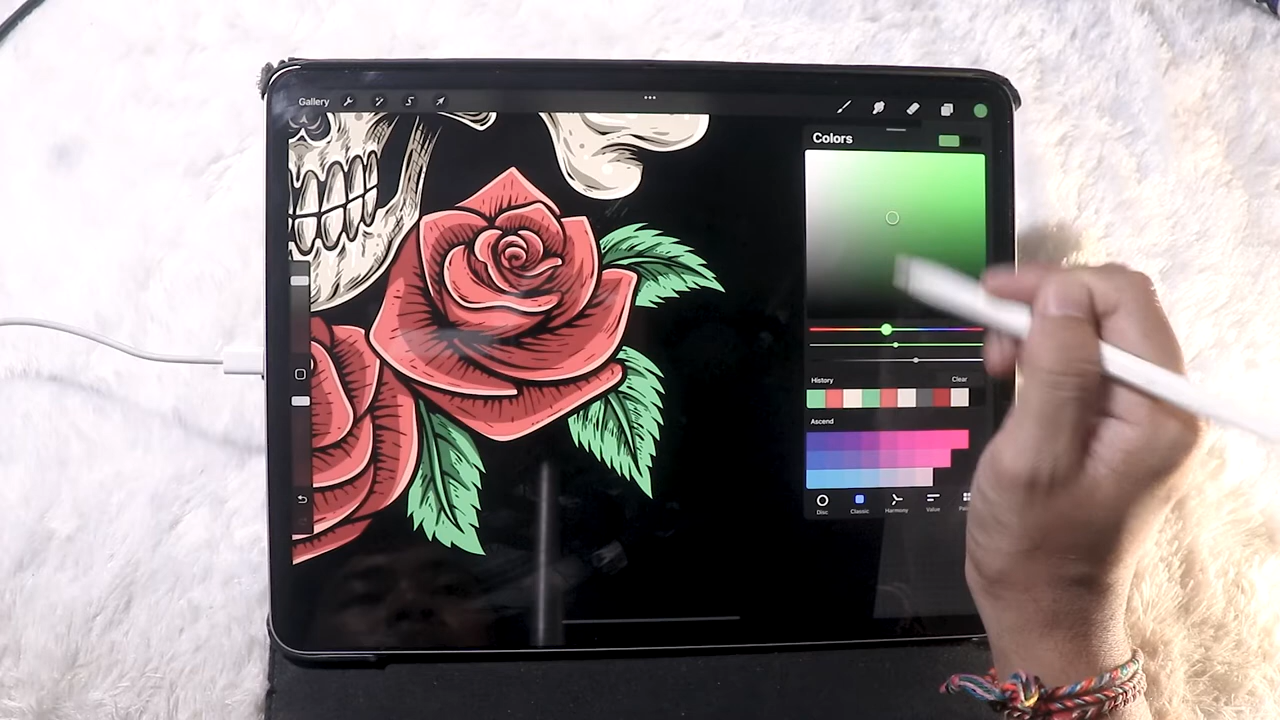 Gallery
Colors
History
Clear
Ascend
Disc
Classic
Harmony
Value